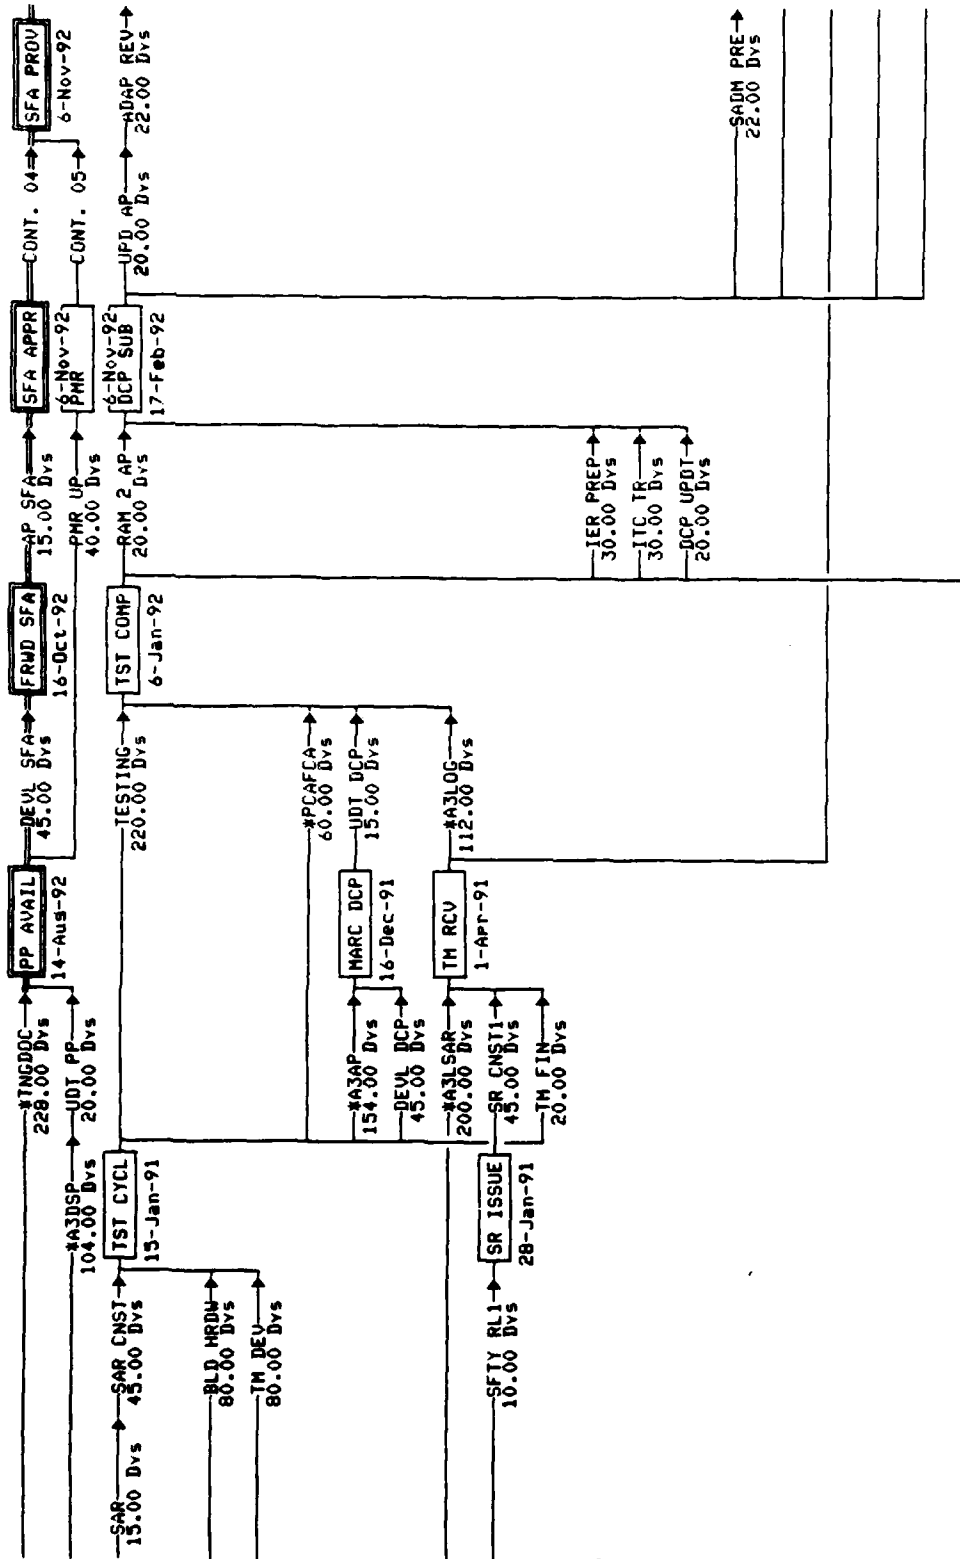 *TNGDOC
228.00 Dys
PP AVAIL
14-Aug-92
DEVL SFA
45.00 Dys
FRWD SFA
16-Oct-92
AP SFA
15.00 Dys
SFA APPR
6-Nov-92
CONT. 04
SFA PROV
6-Nov-92
*A3DSP
104.00 Dys
UDT PP
20.00 Dys
PMR UP
40.00 Dys
PMR
6-Nov-92
CONT. 05
SAR
15.00 Dys
SAR CNST
45.00 Dys
TST CYCL
15-Jan-91
TESTING
220.00 Dys
TST COMP
6-Jan-92
RAM 2 AP
20.00 Dys
DCP SUB
17-Feb-92
UPD AP
20.00 Dys
ADAP REV
22.00 Dys
BLD HRDW
80.00 Dys
TM DEV
80.00 Dys
*PCAFCA
60.00 Dys
*A3AP
154.00 Dys
MARC DCP
16-Dec-91
UDT DCP
15.00 Dys
DEVL DCP
45.00 Dys
*A3LSAR
200.00 Dys
TM RCV
1-Apr-91
*A3LOG
112.00 Dys
SFTY RL1
10.00 Dys
SR ISSUE
28-Jan-91
SR CNST1
45.00 Dys
TM FIN
20.00 Dys
IER PREP
30.00 Dys
ITC TR
30.00 Dys
DCP UPDT
20.00 Dys
SADM PRE
22.00 Dys